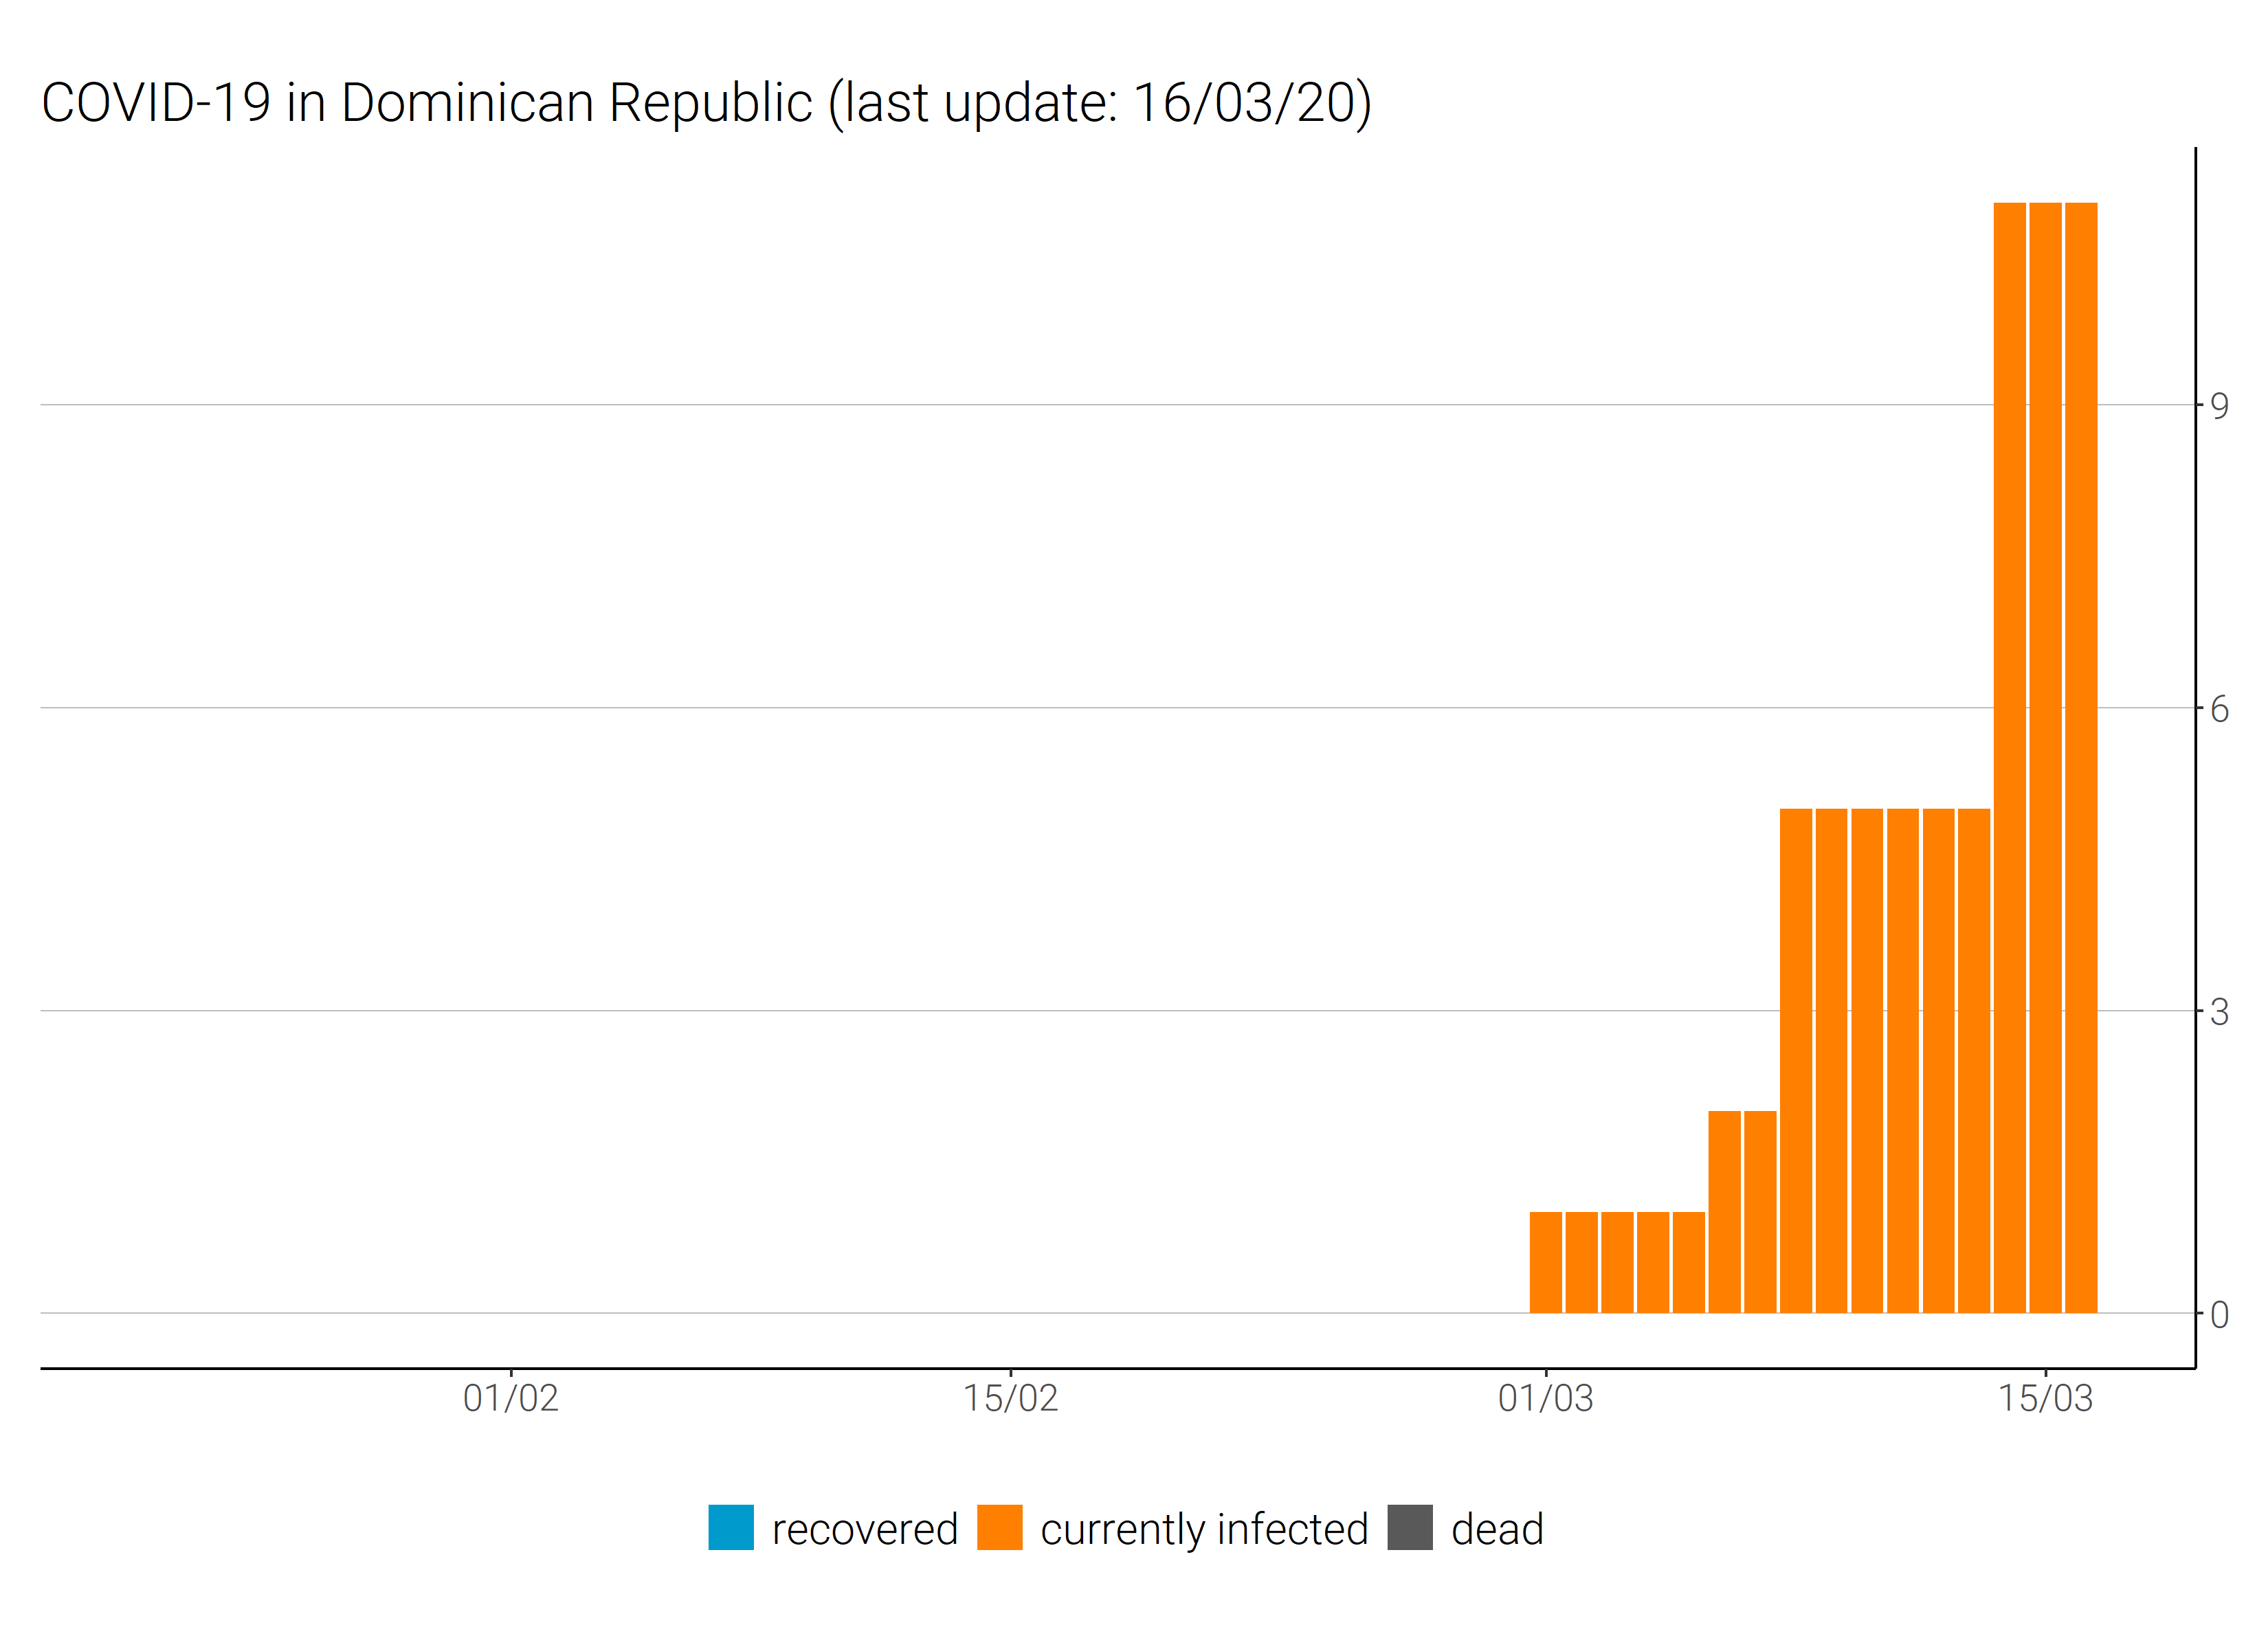 COVID-19 in Dominican Republic (last update: 16/03/20)
9
6
3
0
01/02 15/02 01/03 15/03
recovered currently infected dead